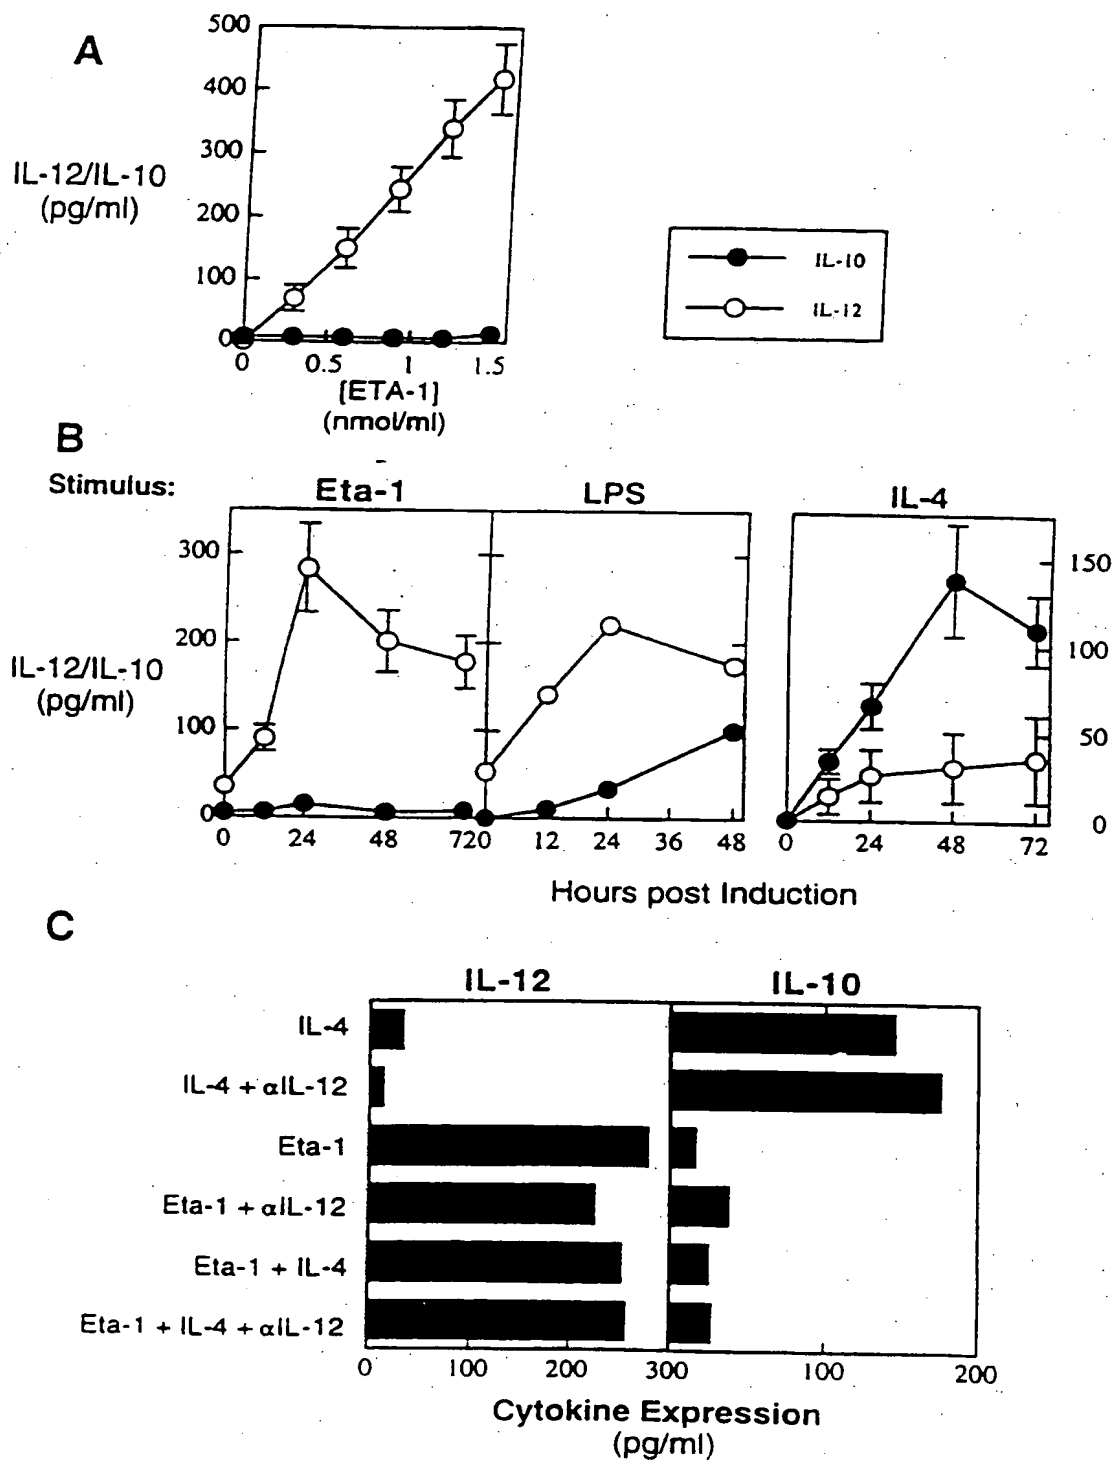 A
500
400
300
200
100
0
IL-12/IL-10
(pg/ml)
0 0.5 1 1.5
[ETA-1]
(nmol/ml)
IL-10
IL-12
B
Stimulus:
Eta-1 LPS IL-4
300
200
100
0
IL-12/IL-10
(pg/ml)
150
100
50
0
0 24 48 720 12 24 36 48 0 24 48 72
Hours post Induction
C
IL-12 IL-10
IL-4
IL-4 + αIL-12
Eta-1
Eta-1 + αIL-12
Eta-1 + IL-4
Eta-1 + IL-4 + αIL-12
0 100 200 300 100 200
Cytokine Expression
(pg/ml)